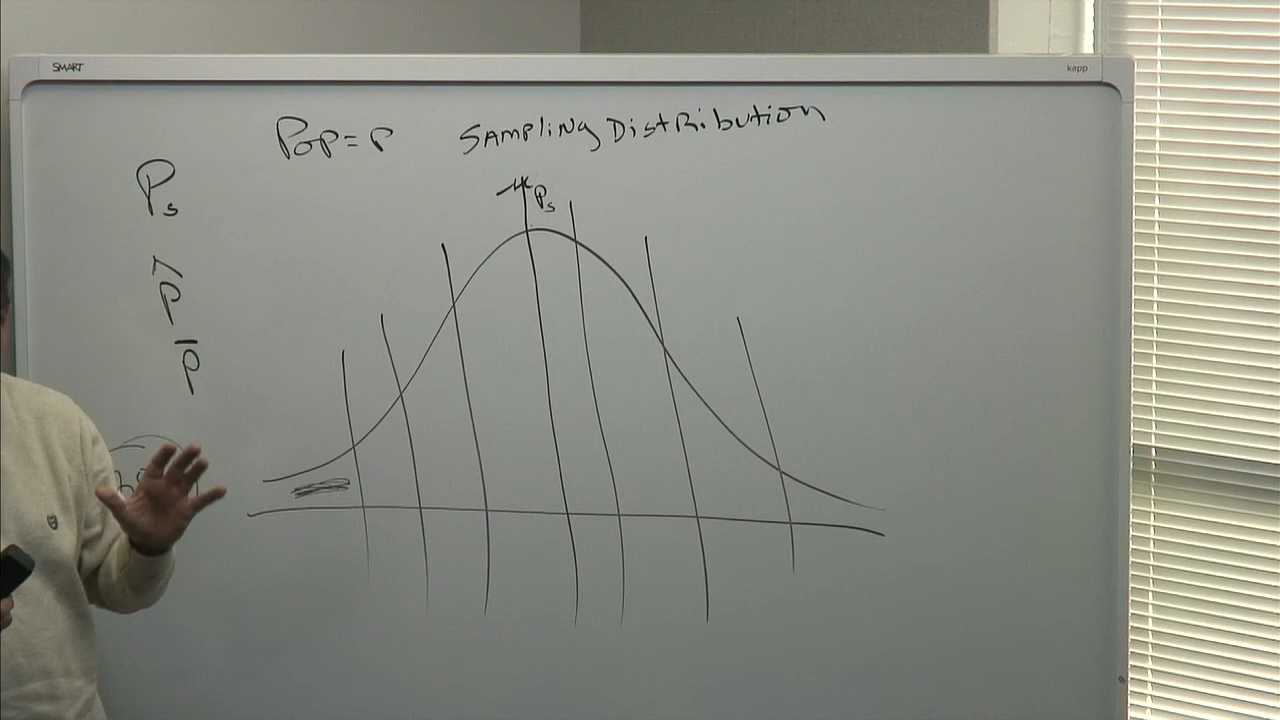 SMART
kapp
Pop = P SAMPLING DistRibution
Ps
μPs